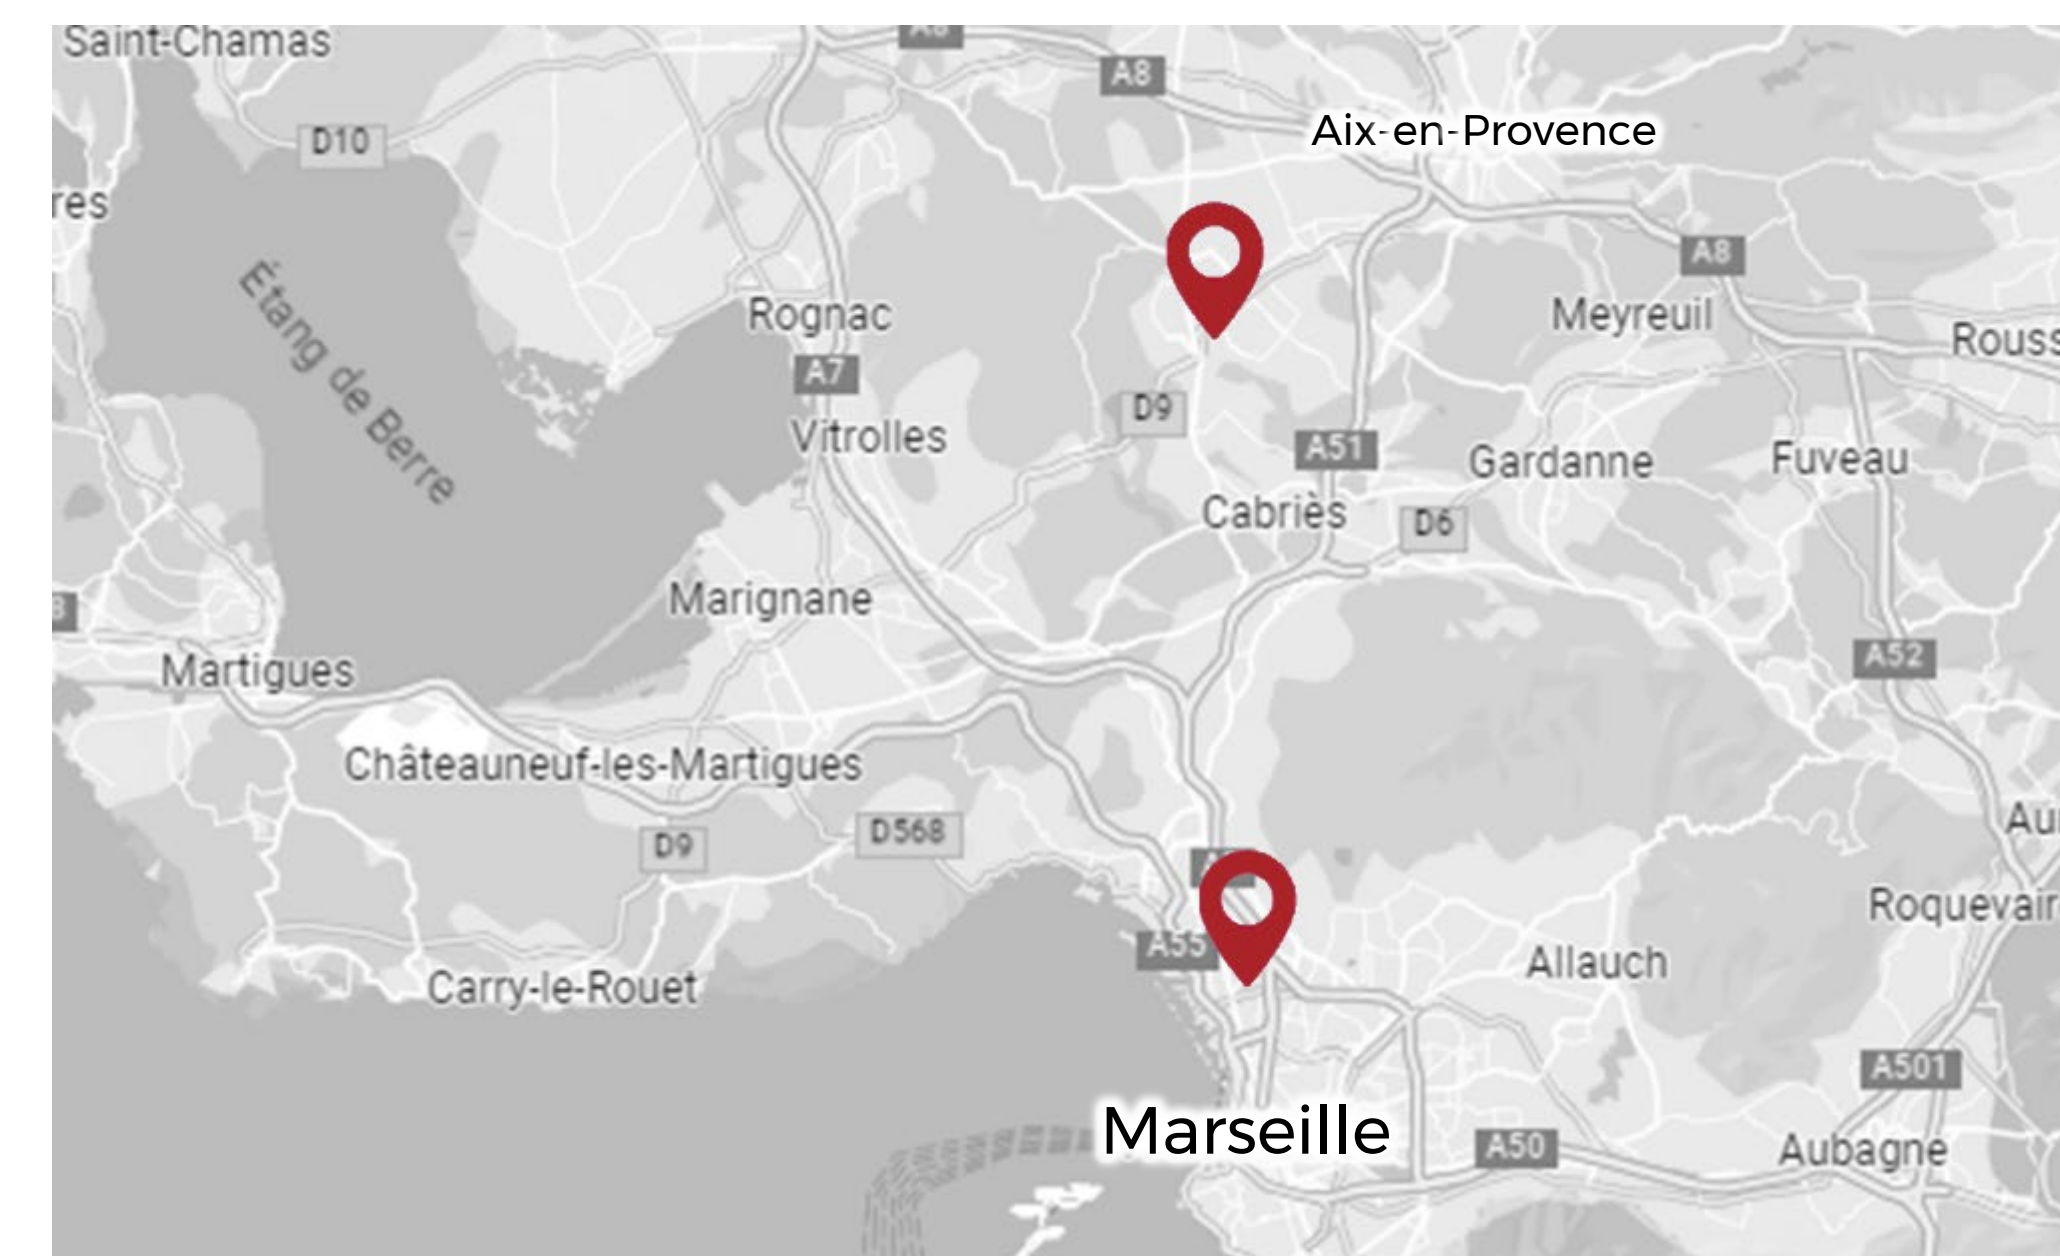 Saint-Chamas
A8
A8
D10
Aix-en-Provence
res
A8
Étang de Berre
Rognac
Meyreuil
Rouss
A7
D9
Vitrolles
A51
Gardanne
Fuveau
Cabriès
D6
Marignane
A52
Martigues
Châteauneuf-les-Martigues
Au
D568
D9
Roquevair
A55
Allauch
Carry-le-Rouet
A501
Marseille
A50
Aubagne